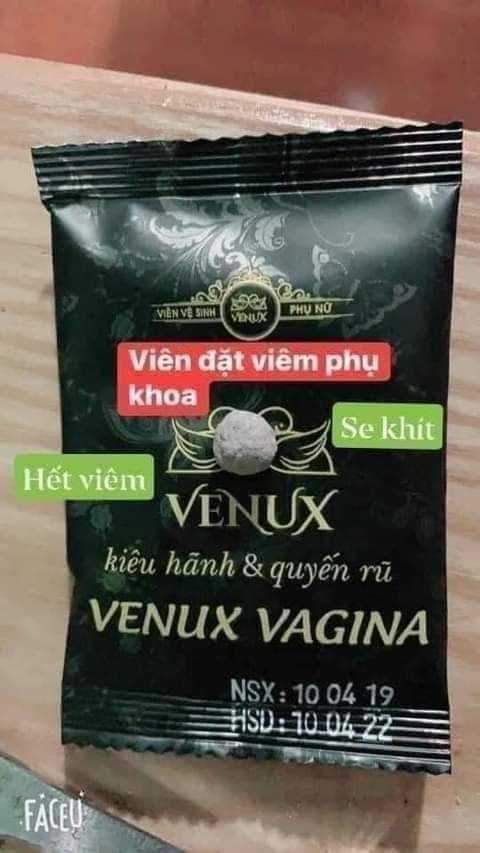 VIÊN VỆ SINH VENUX PHỤ NỮ
Viên đặt viêm phụ
khoa
Se khít
Hết viêm
VENUX
kiêu hãnh & quyến rũ
VENUX VAGINA
NSX: 10 04 19
HSD: 10 04 22
FACEU